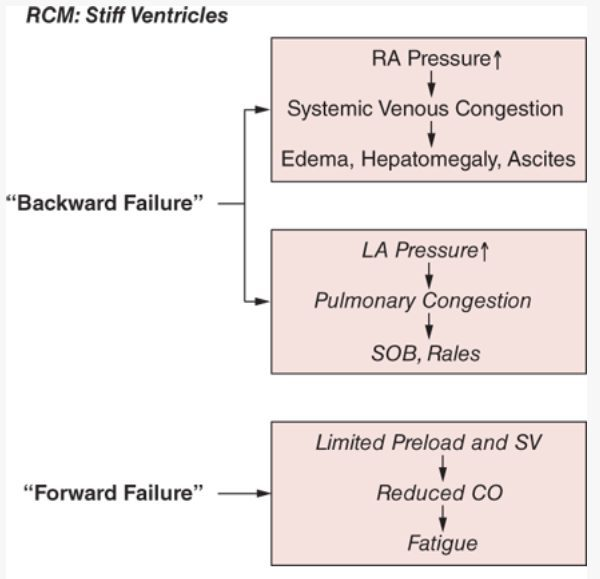 RCM: Stiff Ventricles
RA Pressure↑
Systemic Venous Congestion
Edema, Hepatomegaly, Ascites
“Backward Failure”
LA Pressure↑
Pulmonary Congestion
SOB, Rales
Limited Preload and SV
“Forward Failure”
Reduced CO
Fatigue